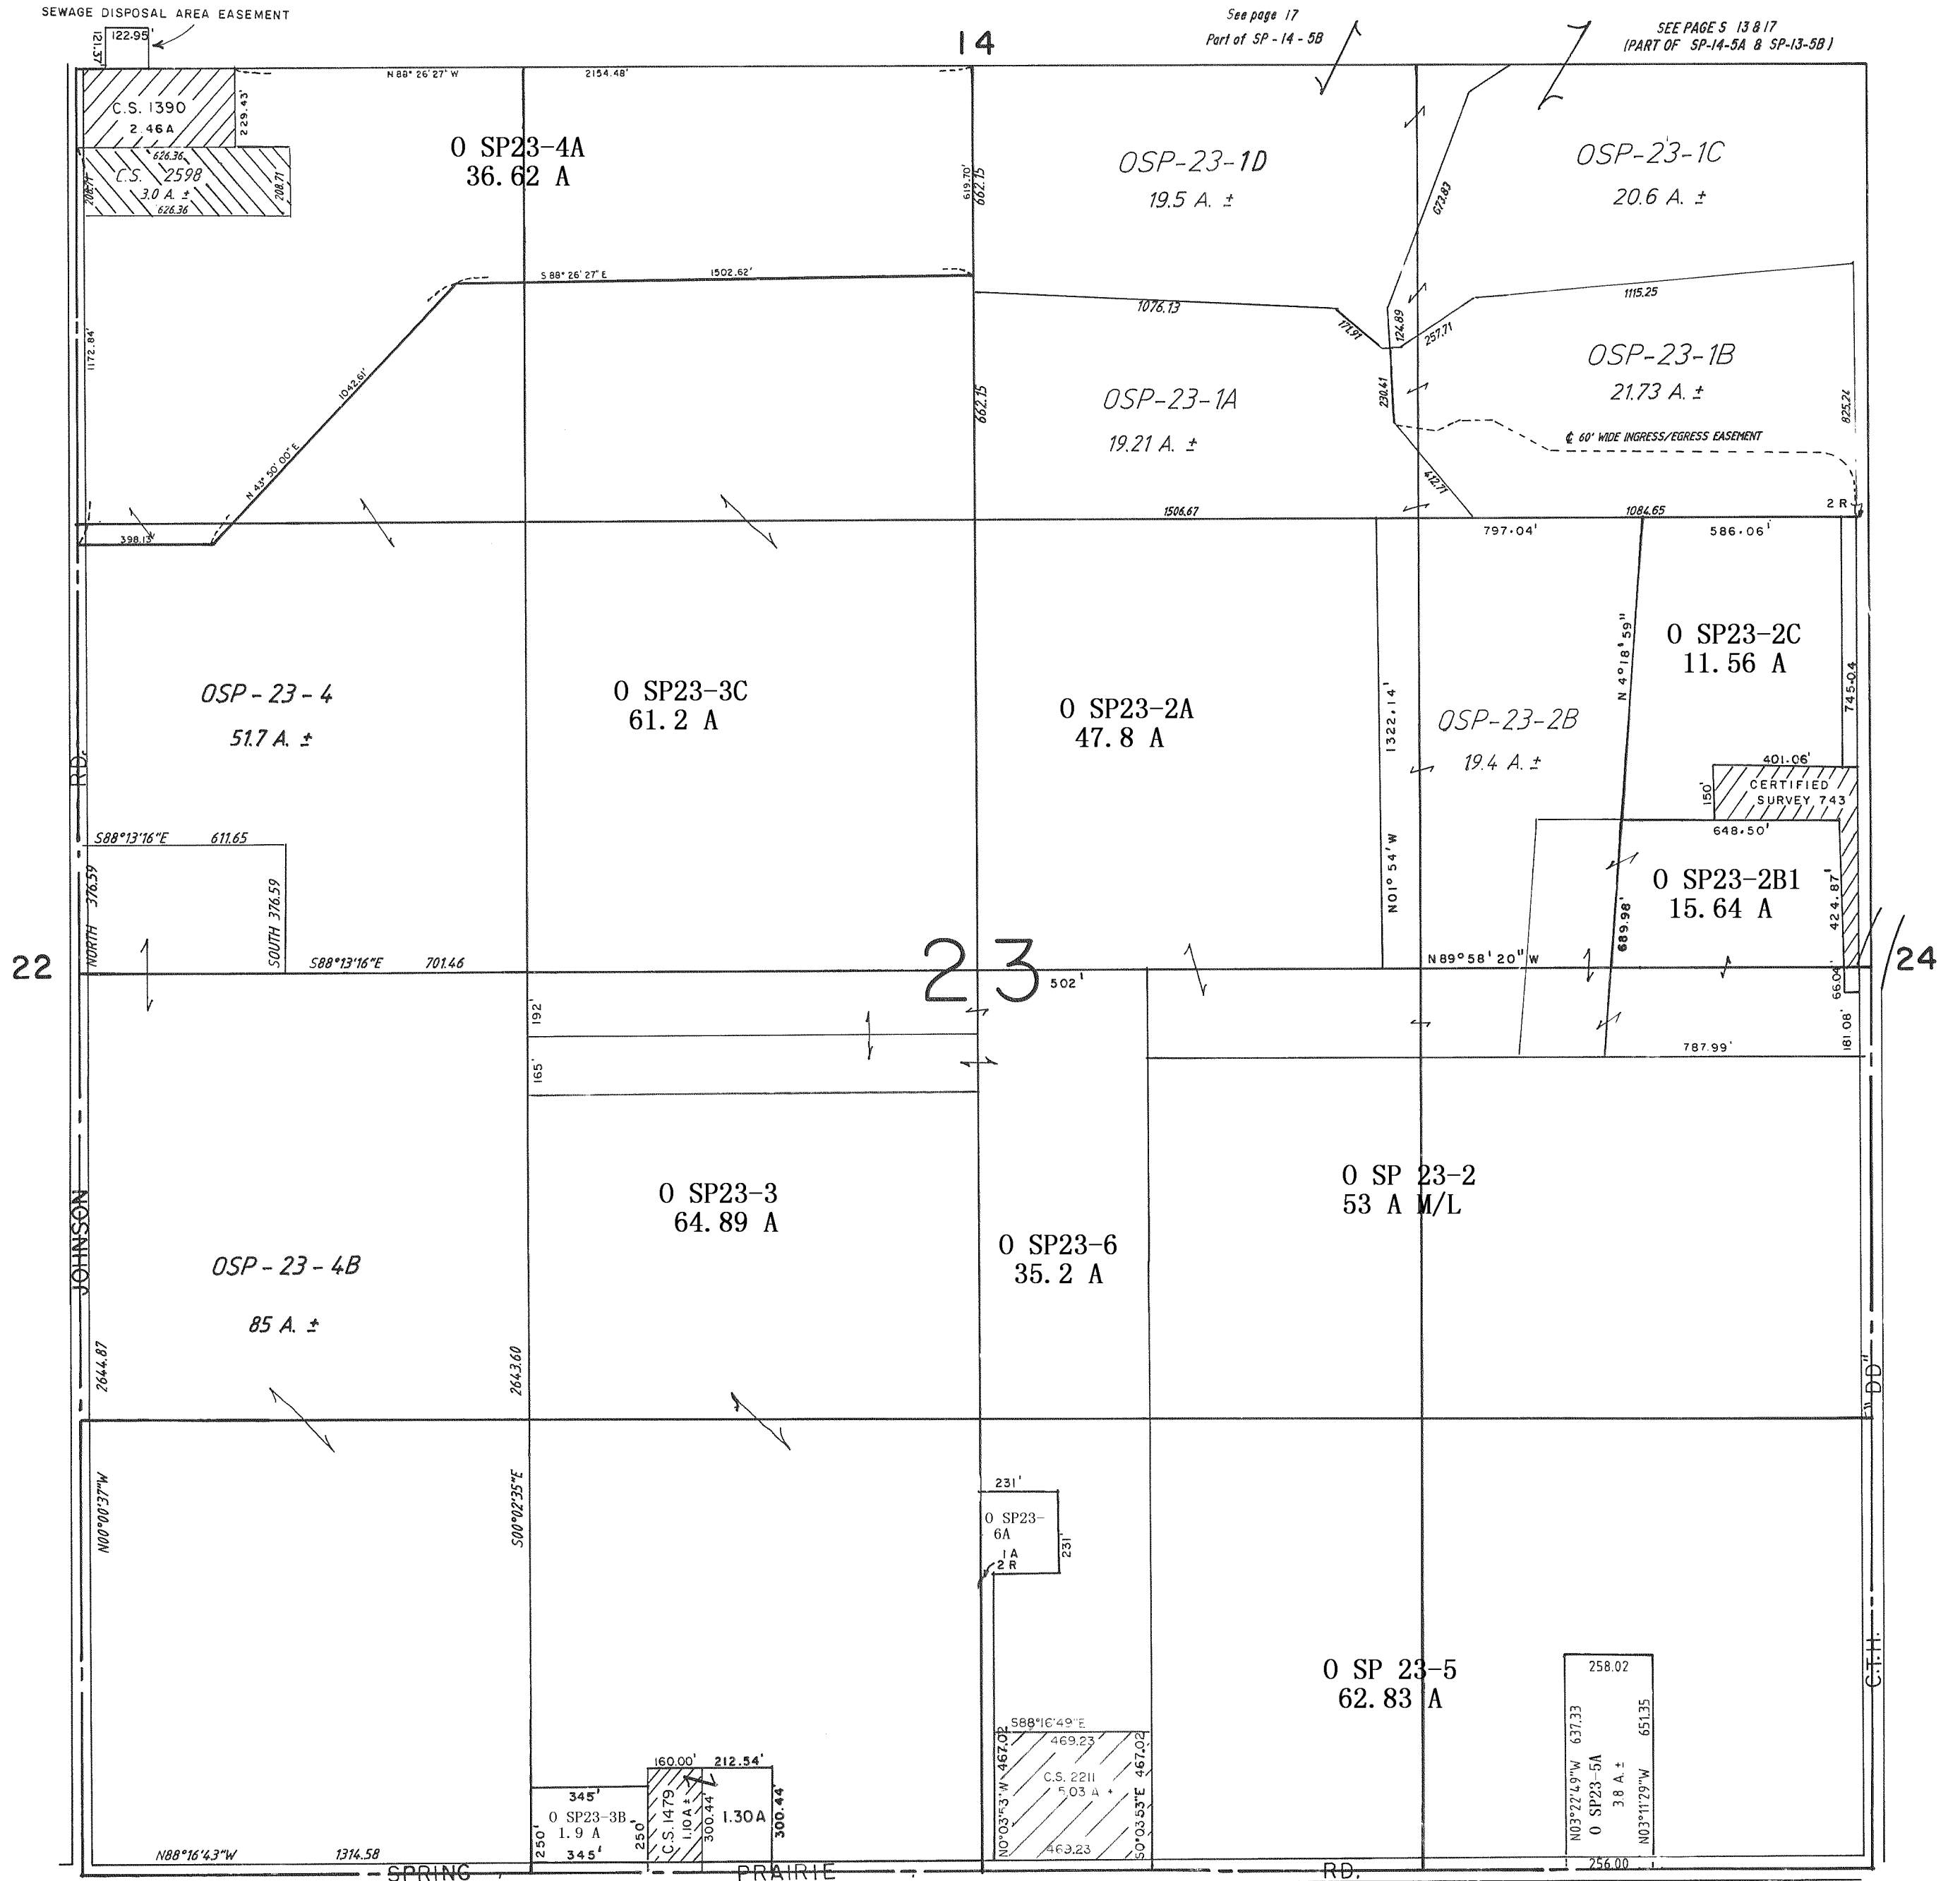 SEWAGE DISPOSAL AREA EASEMENT
122.95'
121.37'
14
See page 17
Part of SP-14-5B
SEE PAGES 13 & 17
(PART OF SP-14-5A & SP-13-5B)
N 88° 26' 27" W
2154.48'
C.S. 1390
2.46 A
229.43'
626.36
C.S. 2598
3.0 A. ±
208.71
208.71
626.36
O SP23-4A
36.62 A
619.70'
662.15
OSP-23-1D
19.5 A. ±
673.83
OSP-23-1C
20.6 A. ±
S 88° 26' 27" E
1502.62'
1172.84'
1042.61'
N 43° 50' 00" E
398.13'
1076.13
171.91
124.89
257.71
1115.25
662.15
OSP-23-1A
19.21 A. ±
230.41
OSP-23-1B
21.73 A. ±
825.24
℄ 60' WIDE INGRESS/EGRESS EASEMENT
412.71
2 R
1506.67
1084.65
797.04'
586.06'
N 4° 18' 59"
O SP23-2C
11.56 A
745.04
OSP-23-4
51.7 A. ±
O SP23-3C
61.2 A
O SP23-2A
47.8 A
1322.14'
N01° 54' W
OSP-23-2B
19.4 A. ±
RD.
401.06'
150'
CERTIFIED
SURVEY 743
648.50'
S88°13'16"E
611.65
NORTH 376.59
SOUTH 376.59
O SP23-2B1
15.64 A
689.98'
424.87'
22
S88°13'16"E
701.46
23
502'
N89°58'20"W
66.04'
24
192'
165'
181.08'
787.99'
O SP23-3
64.89 A
O SP 23-2
53 A M/L
O SP23-6
35.2 A
JOHNSON
OSP-23-4B
85 A. ±
2644.87
2643.60
"DD"
N00°00'37"W
S00°02'35"E
231'
O SP23-
6A
1 A
2 R
231
O SP 23-5
62.83 A
C.T.H.
258.02
N03°22'49"W 637.33
O SP23-5A
3.8 A. ±
N03°11'29"W 651.35
256.00
S88°16'49"E
469.23
N0°03'53"W 467.02
C.S. 2211
5.03 A ±
S0°03'53"E 467.02
469.23
160.00'
212.54'
345'
O SP23-3B
1.9 A
345'
250'
250'
C.S. 1479
1.10 A ±
300.44'
1.30 A
300.44'
N88°16'43"W
1314.58
SPRING PRAIRIE RD.